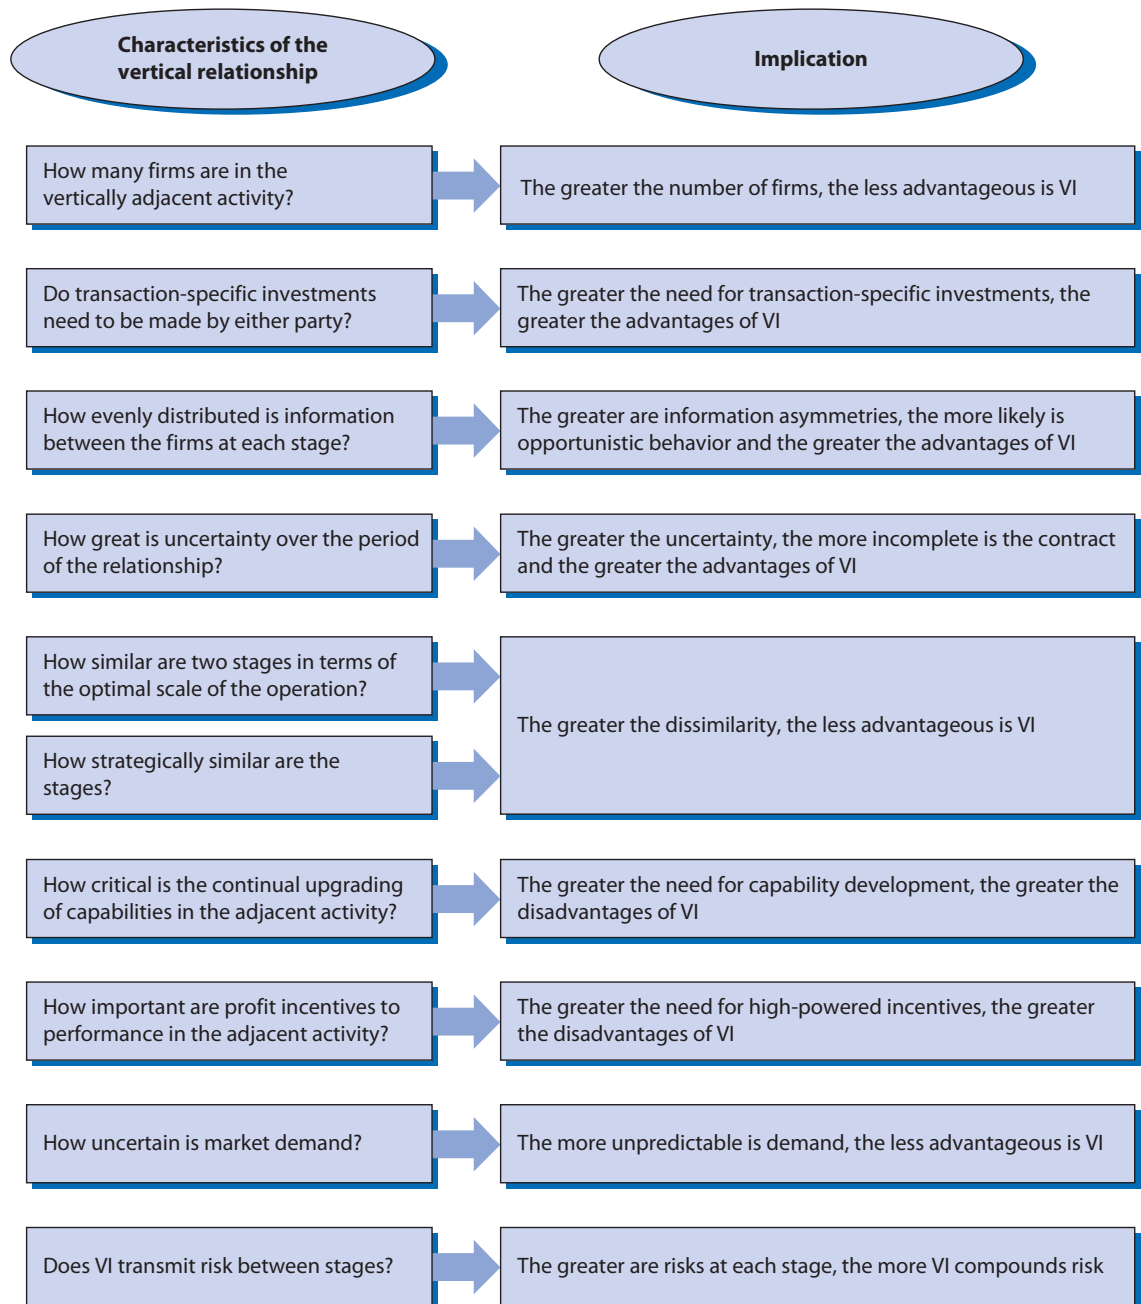 Characteristics of the
vertical relationship
Implication
How many firms are in the
vertically adjacent activity?
The greater the number of firms, the less advantageous is VI
Do transaction-specific investments
need to be made by either party?
The greater the need for transaction-specific investments, the
greater the advantages of VI
How evenly distributed is information
between the firms at each stage?
The greater are information asymmetries, the more likely is
opportunistic behavior and the greater the advantages of VI
How great is uncertainty over the period
of the relationship?
The greater the uncertainty, the more incomplete is the contract
and the greater the advantages of VI
How similar are two stages in terms of
the optimal scale of the operation?
How strategically similar are the
stages?
The greater the dissimilarity, the less advantageous is VI
How critical is the continual upgrading
of capabilities in the adjacent activity?
The greater the need for capability development, the greater the
disadvantages of VI
How important are profit incentives to
performance in the adjacent activity?
The greater the need for high-powered incentives, the greater
the disadvantages of VI
How uncertain is market demand?
The more unpredictable is demand, the less advantageous is VI
Does VI transmit risk between stages?
The greater are risks at each stage, the more VI compounds risk